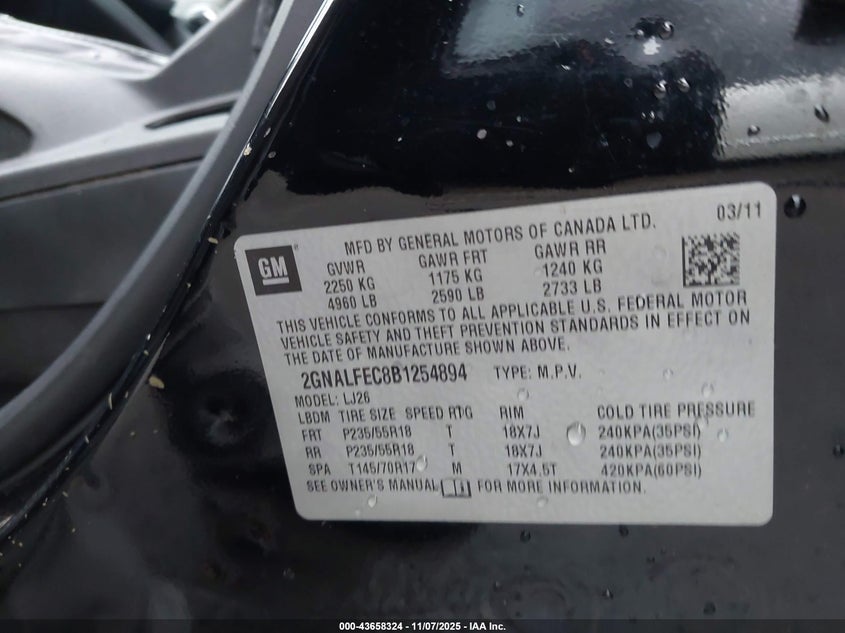 03/11
GM
MFD BY GENERAL MOTORS OF CANADA LTD.
GVWR GAWR FRT GAWR RR
2250 KG 1175 KG 1240 KG
4960 LB 2590 LB 2733 LB
THIS VEHICLE CONFORMS TO ALL APPLICABLE U.S. FEDERAL MOTOR
VEHICLE SAFETY AND THEFT PREVENTION STANDARDS IN EFFECT ON
THE DATE OF MANUFACTURE SHOWN ABOVE.
2GNALFEC8B1254894 TYPE: M.P.V.
MODEL: LJ26
LBDM TIRE SIZE SPEED RTG RIM COLD TIRE PRESSURE
FRT P235/55R18 T 18X7J 240KPA(35PSI)
RR P235/55R18 T 18X7J 240KPA(35PSI)
SPA T145/70R17 M 17X4.5T 420KPA(60PSI)
SEE OWNER'S MANUAL FOR MORE INFORMATION.
000-43658324 | 11/07/2025 - IAA Inc.